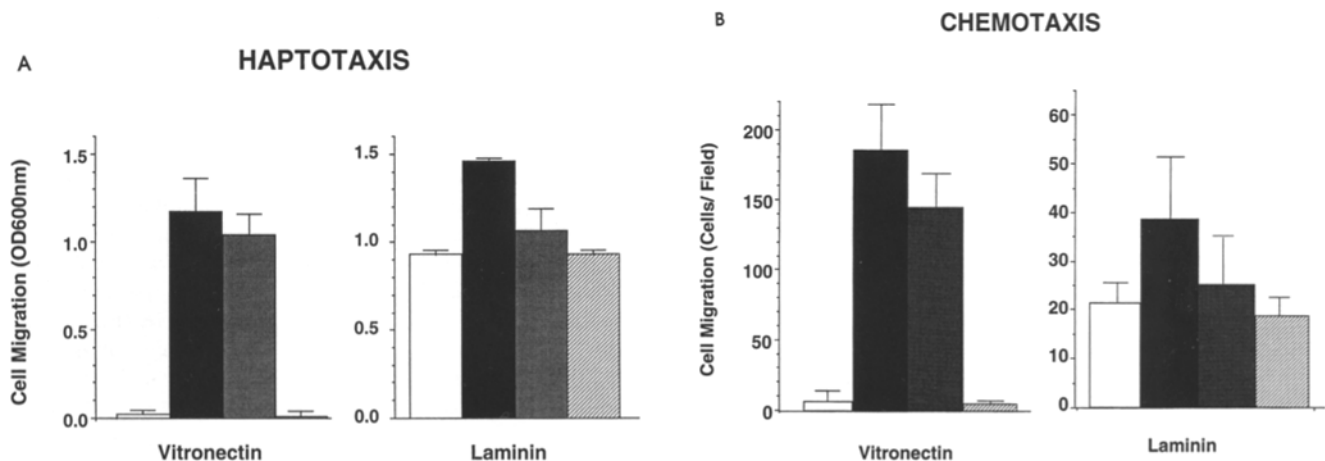 A
HAPTOTAXIS
Cell Migration (OD600nm)
1.5
1.0
0.5
0.0
Vitronectin
1.5
1.0
0.5
0.0
Laminin
B
CHEMOTAXIS
Cell Migration (Cells/ Field)
200
150
100
50
0
Vitronectin
60
50
40
30
20
10
0
Laminin